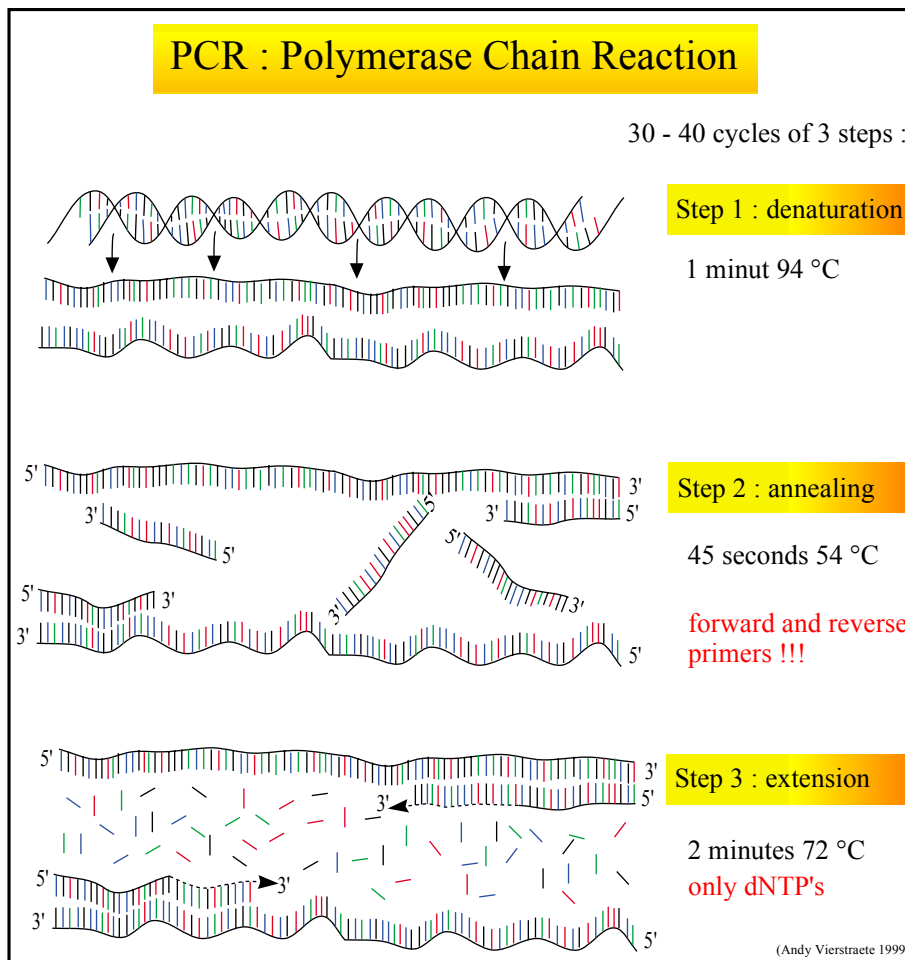 PCR : Polymerase Chain Reaction
30 - 40 cycles of 3 steps :
Step 1 : denaturation
1 minut 94 °C
5'
3'
Step 2 : annealing
3'
5'
3'
5'
5'
45 seconds 54 °C
5'
5'
3'
3'
3'
forward and reverse
primers !!!
3'
5'
5'
3'
Step 3 : extension
3'
5'
2 minutes 72 °C
only dNTP's
5'
3'
3'
5'
(Andy Vierstraete 1999